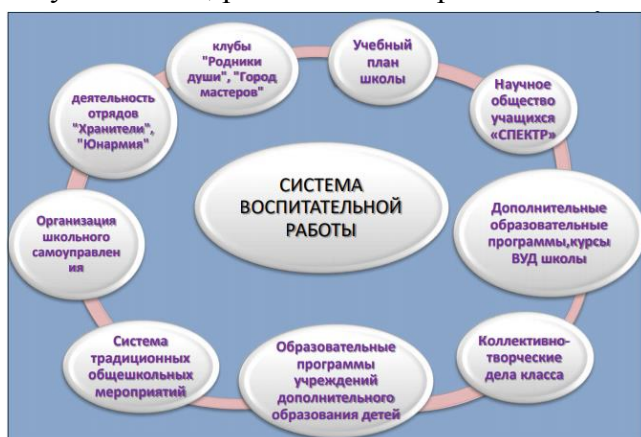 клубы
"Родники
души", "Город
мастеров"
Учебный
план
школы
Научное
общество
учащихся
«СПЕКТР»
Дополнительные
образовательные
программы,курсы
ВУД школы
Коллективно-
творческие
дела класса
Образовательные
программы
учреждений
дополнительного
образования детей
Система
традиционных
общешкольных
мероприятий
Организация
школьного
самоуправлен
ия
деятельность
отрядов
"Хранители",
"Юнармия"
СИСТЕМА
ВОСПИТАТЕЛЬНОЙ
РАБОТЫ